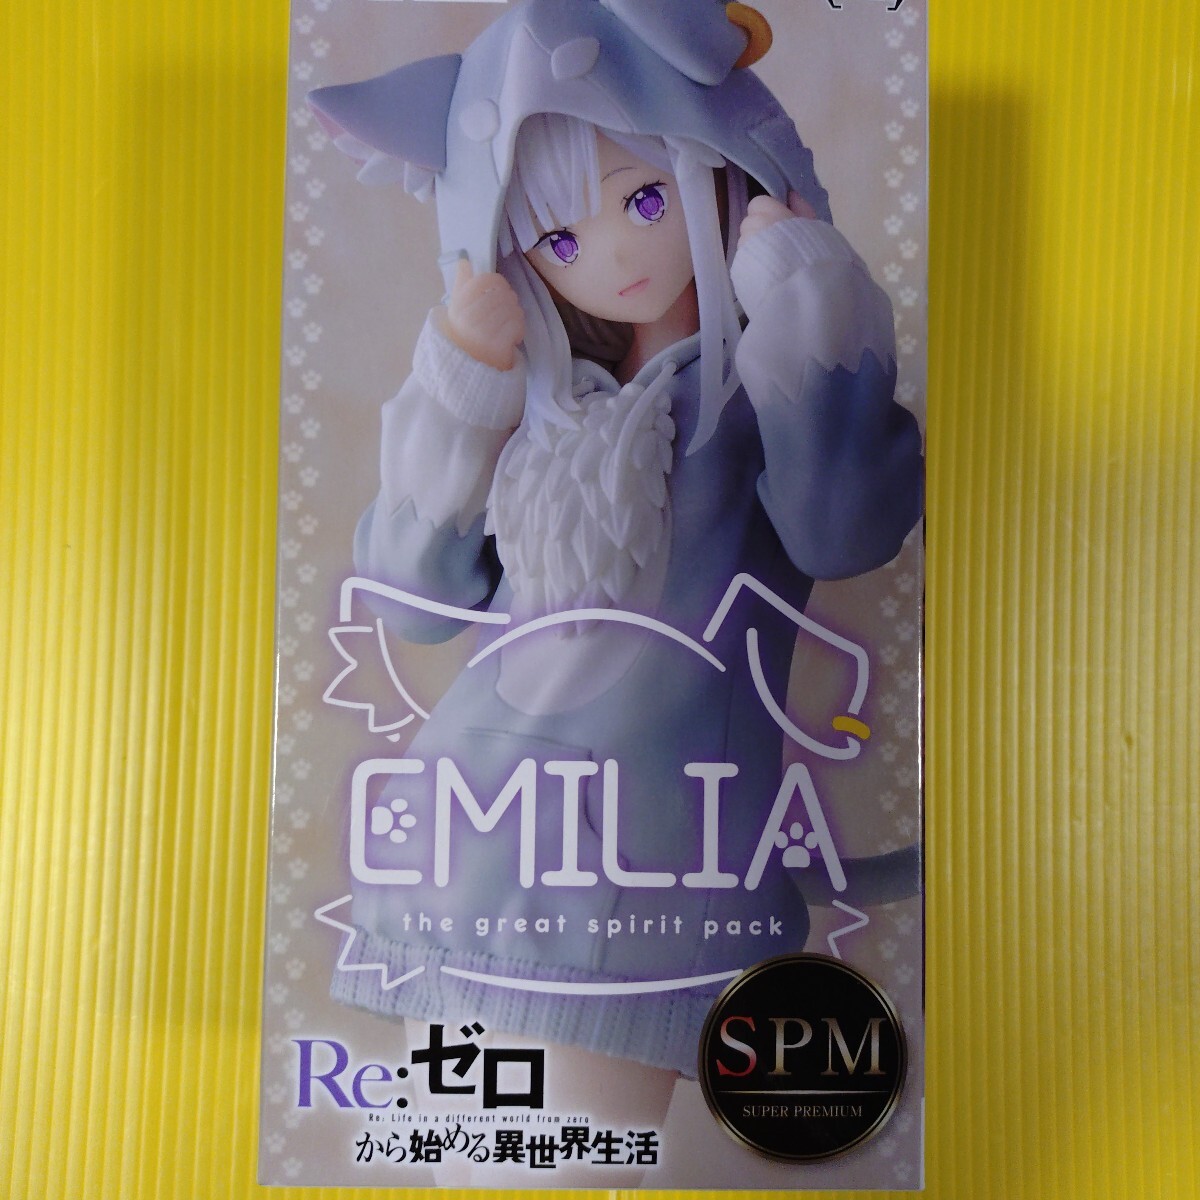 EMILIA
the great spirit pack
SPM
SUPER PREMIUM
Re:ゼロ
Re: Life in a different world from zero
から始める異世界生活